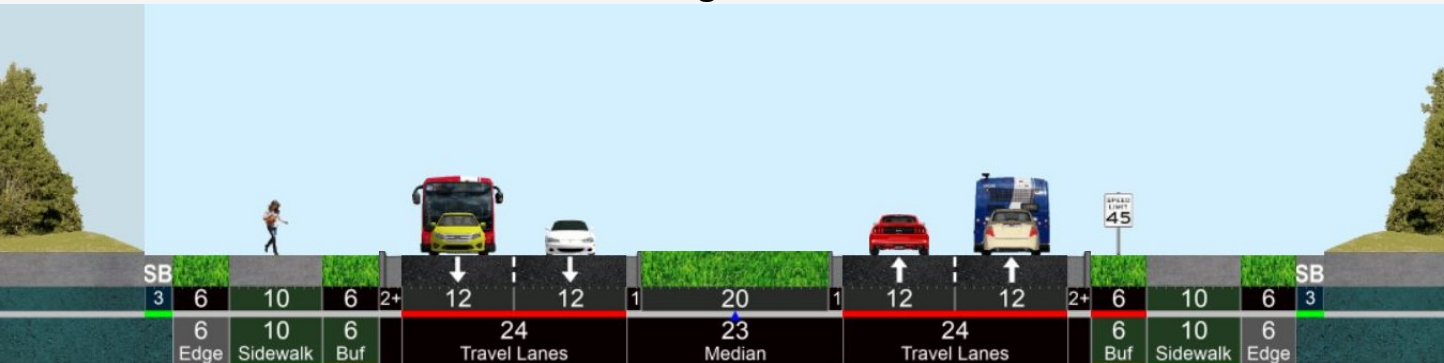 SPEED
LIMIT
45
SB SB
3 6 10 6 2+ 12 12 1 20 1 12 12 2+ 6 10 6 3
6 10 6 24 23 24 6 10 6
Edge Sidewalk Buf Travel Lanes Median Travel Lanes Buf Sidewalk Edge